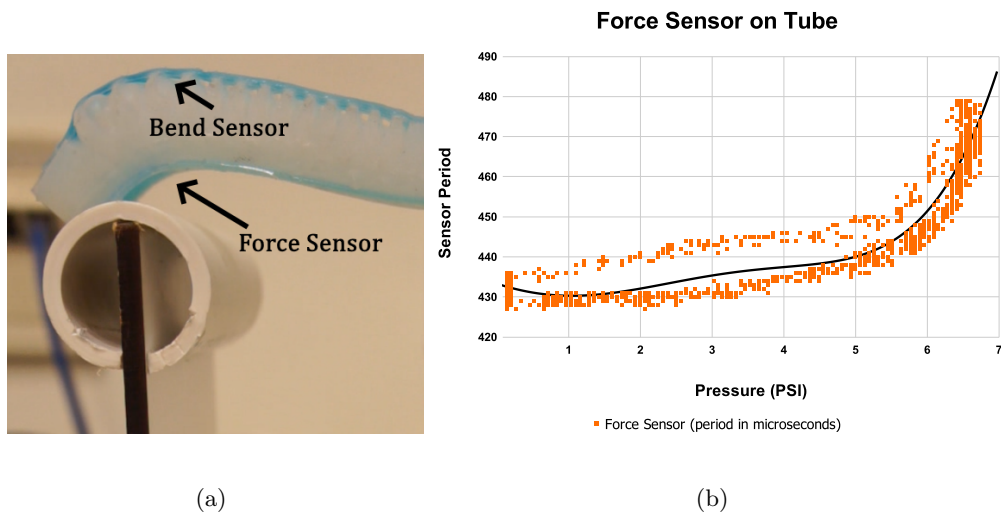 Bend Sensor
Force Sensor
(a)
Force Sensor on Tube
Sensor Period
490
480
470
460
450
440
430
420
1 2 3 4 5 6 7
Pressure (PSI)
Force Sensor (period in microseconds)
(b)